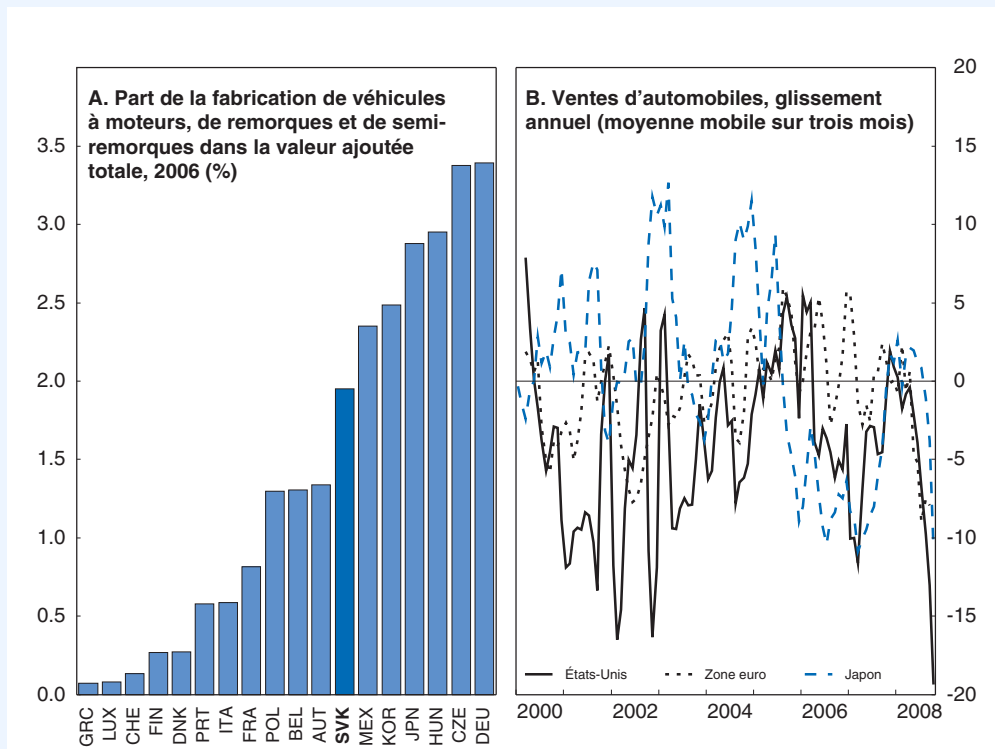 A. Part de la fabrication de véhicules
à moteurs, de remorques et de semi-
remorques dans la valeur ajoutée
totale, 2006 (%)
3.5
3.0
2.5
2.0
1.5
1.0
0.5
0.0
GRC
LUX
CHE
FIN
DNK
PRT
ITA
FRA
POL
BEL
AUT
SVK
MEX
KOR
JPN
HUN
CZE
DEU
B. Ventes d'automobiles, glissement
annuel (moyenne mobile sur trois mois)
20
15
10
5
0
-5
-10
-15
-20
États-Unis
Zone euro
Japon
2000
2002
2004
2006
2008